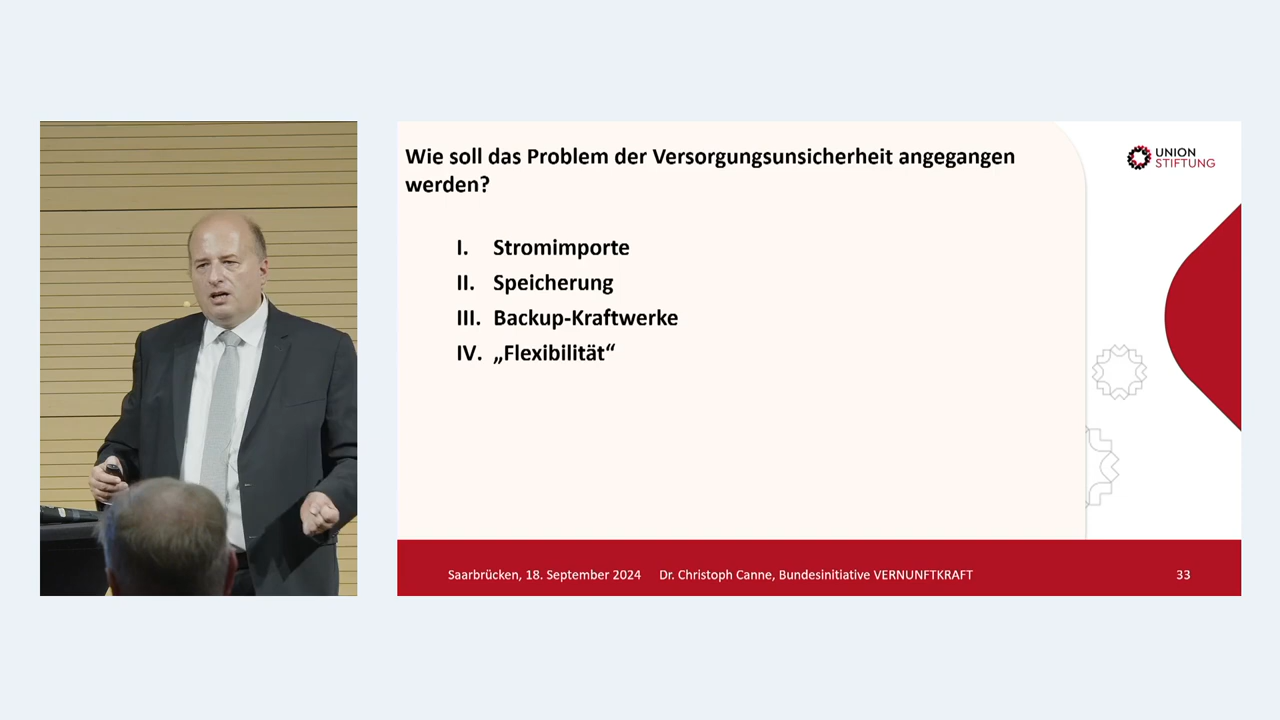 Wie soll das Problem der Versorgungsunsicherheit angegangen
werden?
I. Stromimporte
II. Speicherung
III. Backup-Kraftwerke
IV. „Flexibilität“
UNION
STIFTUNG
Saarbrücken, 18. September 2024 Dr. Christoph Canne, Bundesinitiative VERNUNFTKRAFT 33